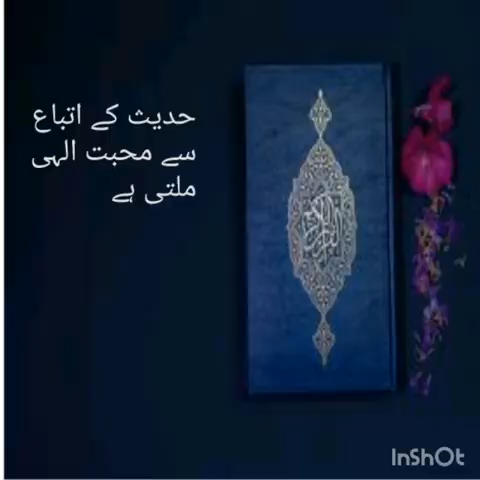 حدیث کے اتباع
سے محبت الہی
ملتی ہے
InShOt